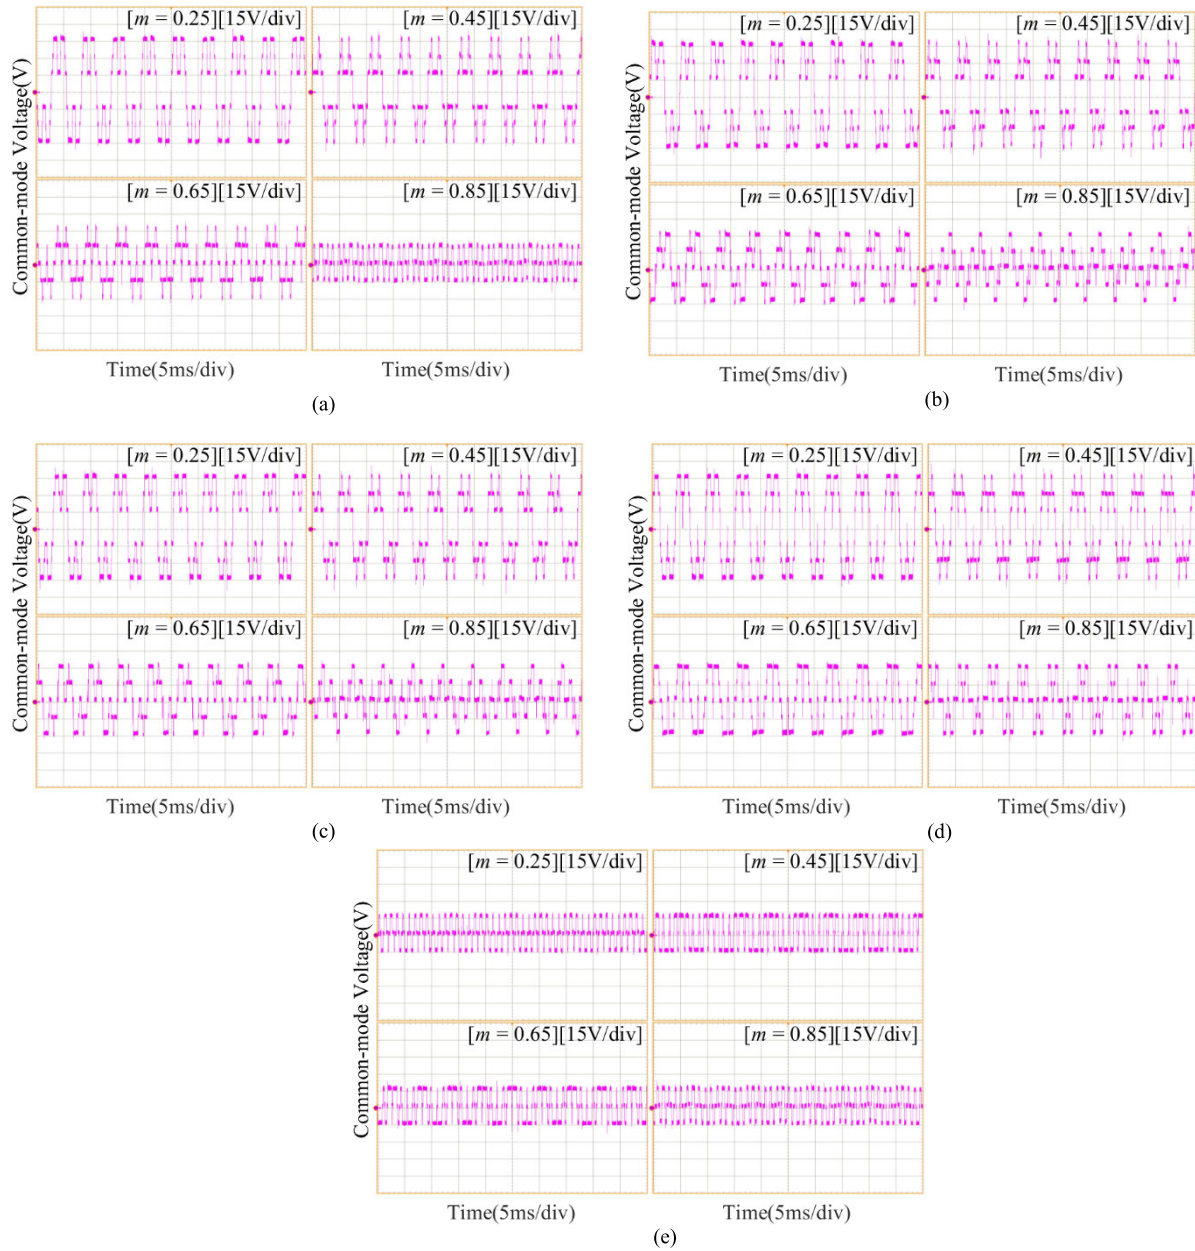 [m = 0.25][15V/div]
[m = 0.45][15V/div]
[m = 0.65][15V/div]
[m = 0.85][15V/div]
Common-mode Voltage(V)
Time(5ms/div)
(a)
[m = 0.25][15V/div]
[m = 0.45][15V/div]
[m = 0.65][15V/div]
[m = 0.85][15V/div]
Common-mode Voltage(V)
Time(5ms/div)
Time(5ms/div)
(b)
[m = 0.25][15V/div]
[m = 0.45][15V/div]
[m = 0.65][15V/div]
[m = 0.85][15V/div]
Common-mode Voltage(V)
Time(5ms/div)
Time(5ms/div)
(c)
[m = 0.25][15V/div]
[m = 0.45][15V/div]
[m = 0.65][15V/div]
[m = 0.85][15V/div]
Common-mode Voltage(V)
Time(5ms/div)
Time(5ms/div)
(d)
[m = 0.25][15V/div]
[m = 0.45][15V/div]
[m = 0.65][15V/div]
[m = 0.85][15V/div]
Common-mode Voltage(V)
Time(5ms/div)
Time(5ms/div)
(e)